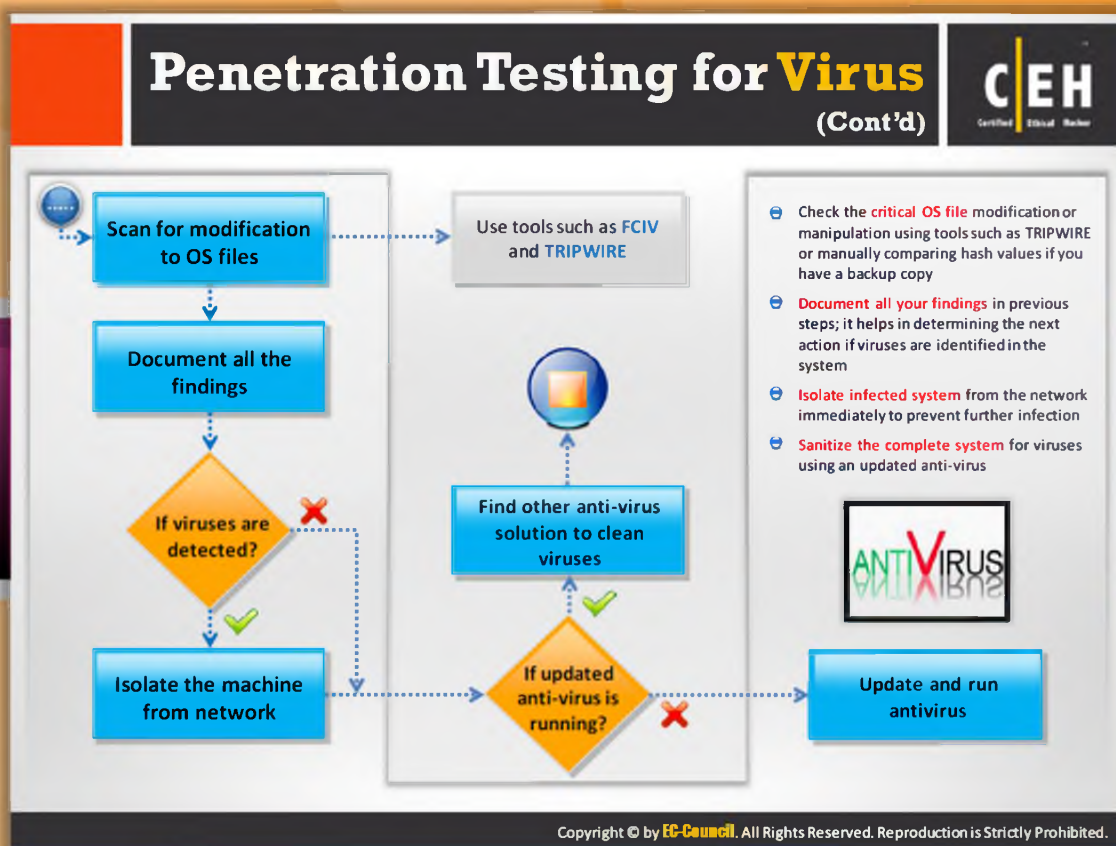 Penetration Testing for Virus
(Cont'd)
C|EH
Certified Ethical Hacker
Scan for modification
to OS files
Use tools such as FCIV
and TRIPWIRE
Document all the
findings
If viruses are
detected?
Isolate the machine
from network
Find other anti-virus
solution to clean
viruses
If updated
anti-virus is
running?
Update and run
antivirus
Check the critical OS file modification or
manipulation using tools such as TRIPWIRE
or manually comparing hash values if you
have a backup copy
Document all your findings in previous
steps; it helps in determining the next
action if viruses are identified in the
system
Isolate infected system from the network
immediately to prevent further infection
Sanitize the complete system for viruses
using an updated anti-virus
ANTIVIRUS
Copyright © by EC-Council. All Rights Reserved. Reproduction is Strictly Prohibited.